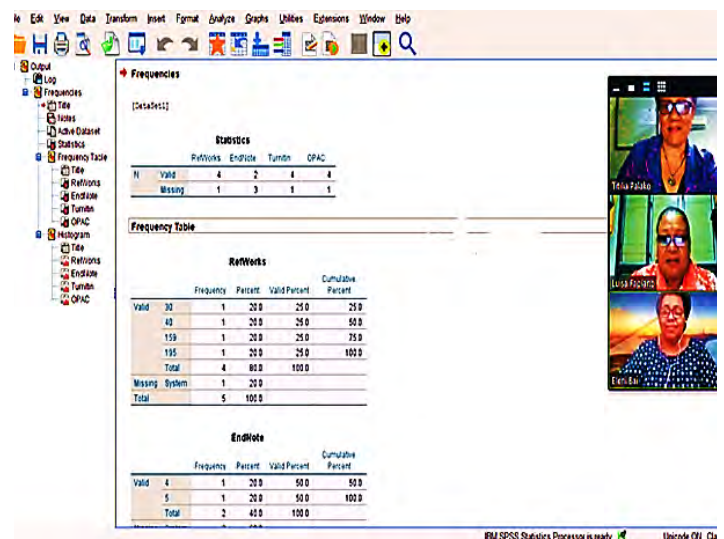 Edit View Data Transform Insert Format Analyze Graphs Utilities Extensions Window Help
Output
Log
Frequencies
Title
Notes
Active Dataset
Statistics
Frequency Table
Title
RefWorks
EndNote
Turnitin
OPAC
Histogram
Title
RefWorks
EndNote
Turnitin
OPAC
Frequencies
[DataSet1]
Statistics
RefWorks EndNote Turnitin OPAC
N Valid 4 2 4 4
Missing 1 3 1 1
Frequency Table
RefWorks
Frequency Percent Valid Percent Cumulative Percent
Valid 30 1 20.0 25.0 25.0
40 1 20.0 25.0 50.0
159 1 20.0 25.0 75.0
195 1 20.0 25.0 100.0
Total 4 80.0 100.0
Missing System 1 20.0
Total 5 100.0
EndNote
Frequency Percent Valid Percent Cumulative Percent
Valid 4 1 20.0 50.0 50.0
5 1 20.0 50.0 100.0
Total 2 40.0 100.0
Titilia
Luisa
Eleni
IBM SPSS Statistics Processor is ready Unicode:ON